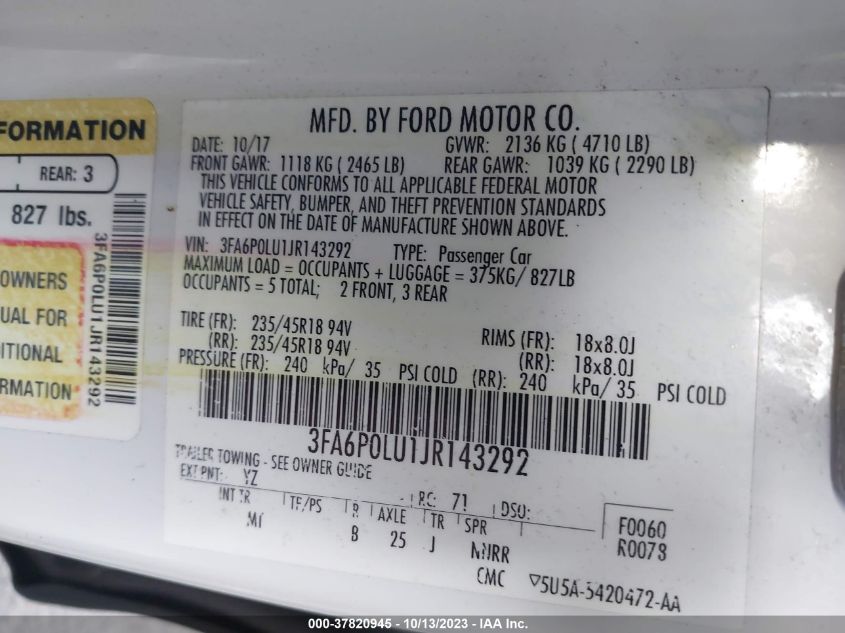 FORMATION
REAR: 3
827 lbs.
OWNERS
UAL FOR
ITIONAL
RMATION
3FA6P0LU1JR143292
MFD. BY FORD MOTOR CO.
DATE: 10/17 GVWR: 2136 KG ( 4710 LB)
FRONT GAWR: 1118 KG ( 2465 LB) REAR GAWR: 1039 KG ( 2290 LB)
THIS VEHICLE CONFORMS TO ALL APPLICABLE FEDERAL MOTOR
VEHICLE SAFETY, BUMPER, AND THEFT PREVENTION STANDARDS
IN EFFECT ON THE DATE OF MANUFACTURE SHOWN ABOVE.
VIN: 3FA6P0LU1JR143292 TYPE: Passenger Car
MAXIMUM LOAD = OCCUPANTS + LUGGAGE = 375KG/ 827LB
OCCUPANTS = 5 TOTAL; 2 FRONT, 3 REAR
TIRE (FR): 235/45R18 94V RIMS (FR): 18x8.0J
(RR): 235/45R18 94V (RR): 18x8.0J
PRESSURE (FR): 240 kPa/ 35 PSI COLD (RR): 240 kPa/ 35 PSI COLD
3FA6P0LU1JR143292
TRAILER TOWING - SEE OWNER GUIDE
EXT PNT: YZ RC: 71 DSO: F0060
INT TR TP/PS R AXLE TR SPR R0078
B 25 J
CMC ▽5U5A-5420472-AA
000-37820945 - 10/13/2023 - IAA Inc.